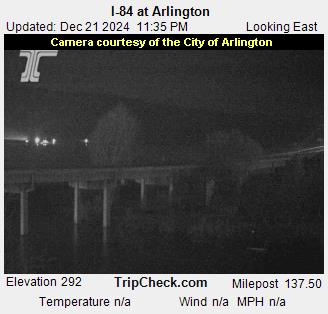 I-84 at Arlington
Updated: Dec 21 2024 11:35 PM Looking East
Camera courtesy of the City of Arlington
Elevation 292 TripCheck.com Milepost 137.50
Temperature n/a Wind n/a MPH n/a